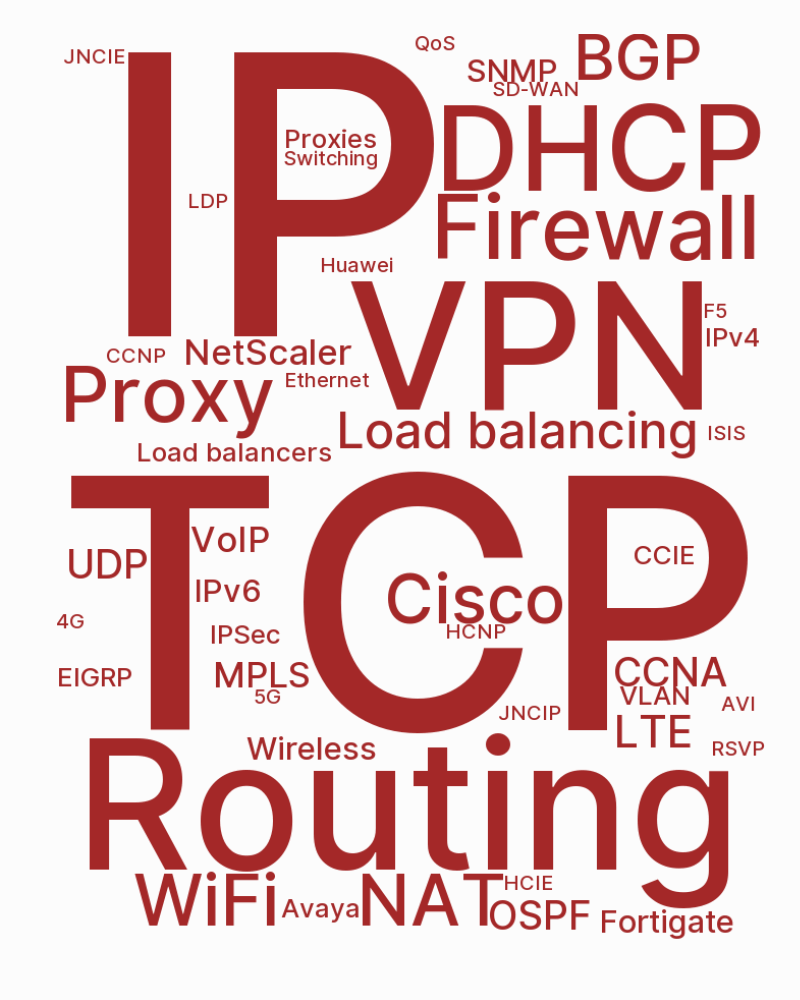 QoS
BGP
JNCIE
SNMP
SD-WAN
IP
DHCP
Proxies
Switching
LDP
Firewall
Huawei
VPN
F5
IPv4
CCNP
NetScaler
Ethernet
Proxy
Load balancing
ISIS
Load balancers
TCP
VoIP
CCIE
UDP
IPv6
Cisco
4G
HCNP
IPSec
EIGRP
MPLS
CCNA
5G
VLAN
AVI
JNCIP
LTE
RSVP
Wireless
Routing
HCIE
WiFi
Avaya
NAT
OSPF
Fortigate